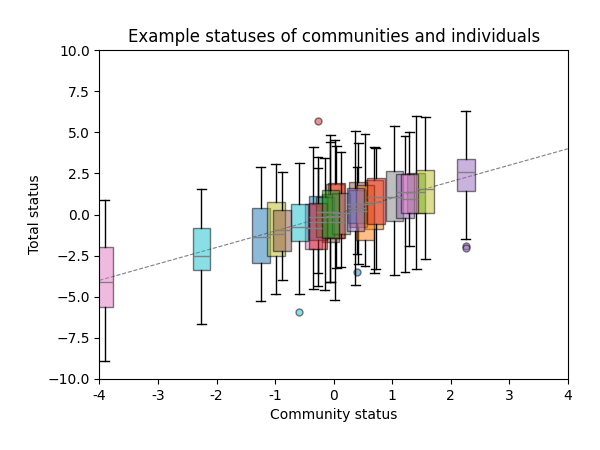 Example statuses of communities and individuals
10.0
7.5
5.0
2.5
0.0
−2.5
−5.0
−7.5
−10.0
Total status
-4 -3 -2 -1 0 1 2 3 4
Community status